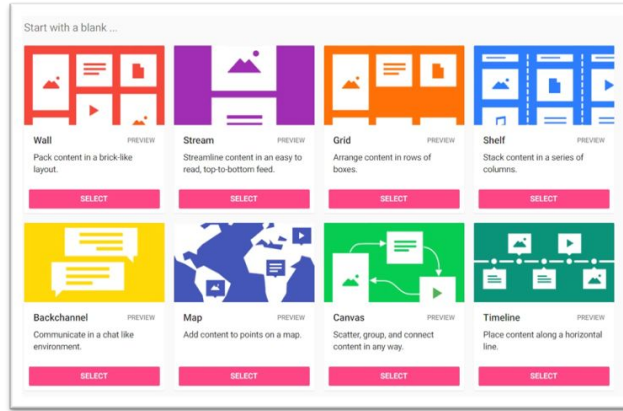 Start with a blank ...
Wall PREVIEW
Pack content in a brick-like
layout.
SELECT
Stream PREVIEW
Streamline content in an easy to
read, top-to-bottom feed.
SELECT
Grid PREVIEW
Arrange content in rows of
boxes.
SELECT
Shelf PREVIEW
Stack content in a series of
columns.
SELECT
Backchannel PREVIEW
Communicate in a chat like
environment.
SELECT
Map PREVIEW
Add content to points on a map.
SELECT
Canvas PREVIEW
Scatter, group, and connect
content in any way.
SELECT
Timeline PREVIEW
Place content along a horizontal
line.
SELECT